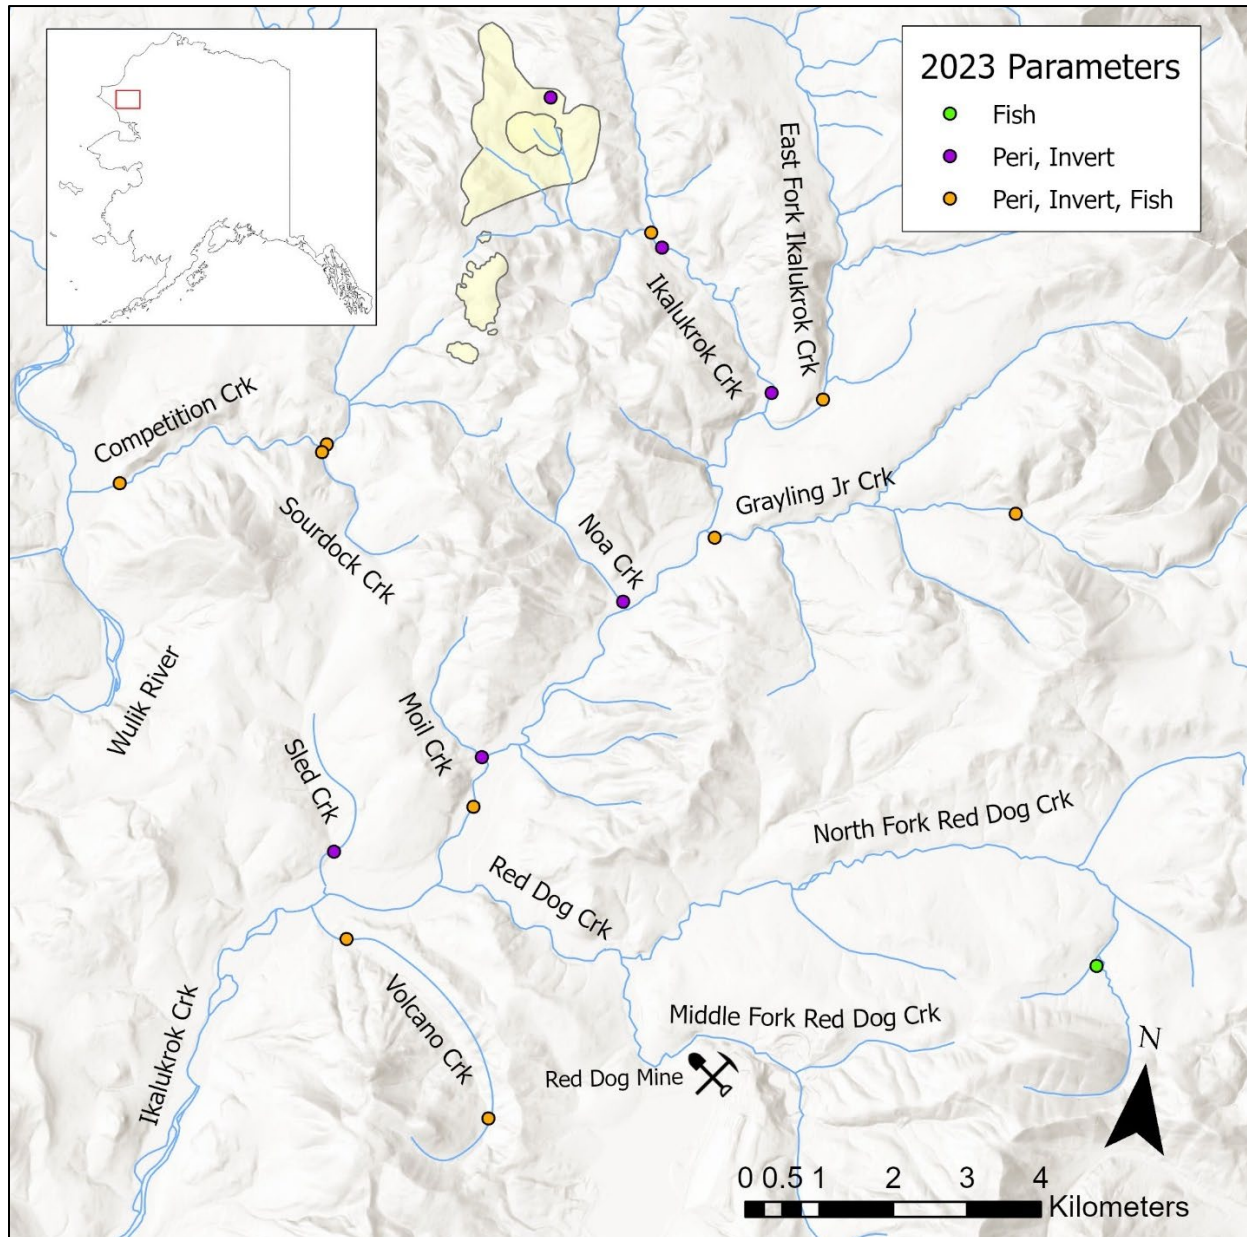 2023 Parameters
Fish
Peri, Invert
Peri, Invert, Fish
East Fork Ikalukrok Crk
Ikalukrok Crk
Competition Crk
Sourdock Crk
Grayling Jr Crk
Noa Crk
Wulik River
Moil Crk
Sled Crk
North Fork Red Dog Crk
Red Dog Crk
Volcano Crk
Middle Fork Red Dog Crk
Ikalukrok Crk
Red Dog Mine
N
0 0.5 1 2 3 4
Kilometers